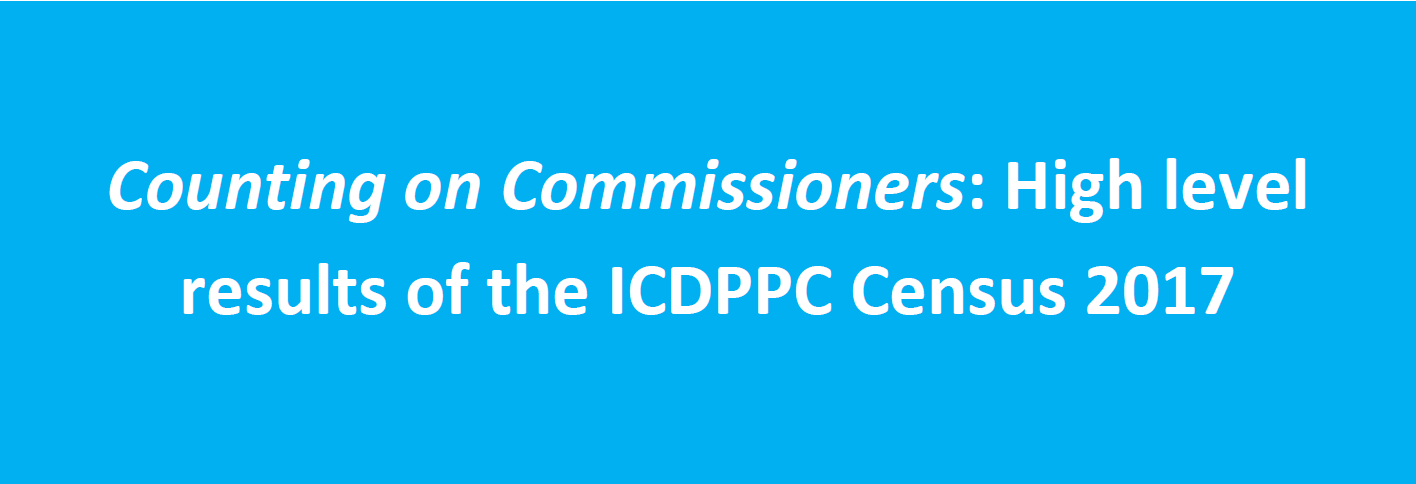 Counting on Commissioners: High level
results of the ICDPPC Census 2017